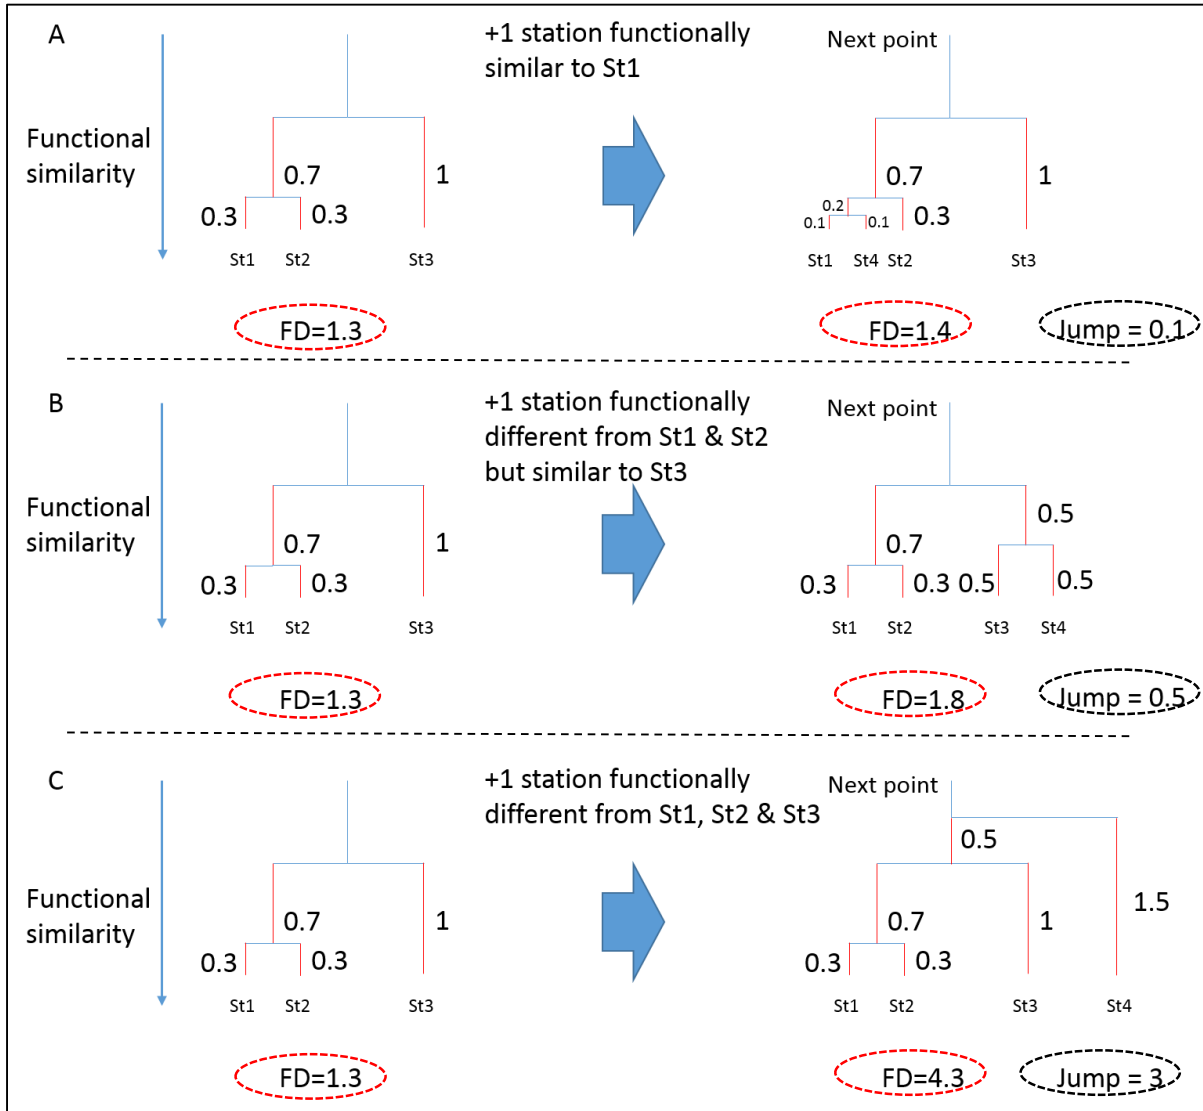 A
+1 station functionally
similar to St1
Next point
Functional
similarity
0.7
1
0.3
0.3
St1
St2
St3
0.7
1
0.2
0.1
0.1
0.3
St1
St4
St2
St3
FD=1.3
FD=1.4
Jump = 0.1
B
+1 station functionally
different from St1 & St2
but similar to St3
Next point
Functional
similarity
0.7
1
0.3
0.3
St1
St2
St3
0.5
0.7
0.3
0.3
0.5
0.5
St1
St2
St3
St4
FD=1.3
FD=1.8
Jump = 0.5
C
+1 station functionally
different from St1, St2 & St3
Next point
Functional
similarity
0.7
1
0.3
0.3
St1
St2
St3
0.5
1.5
0.7
1
0.3
0.3
St1
St2
St3
St4
FD=1.3
FD=4.3
Jump = 3